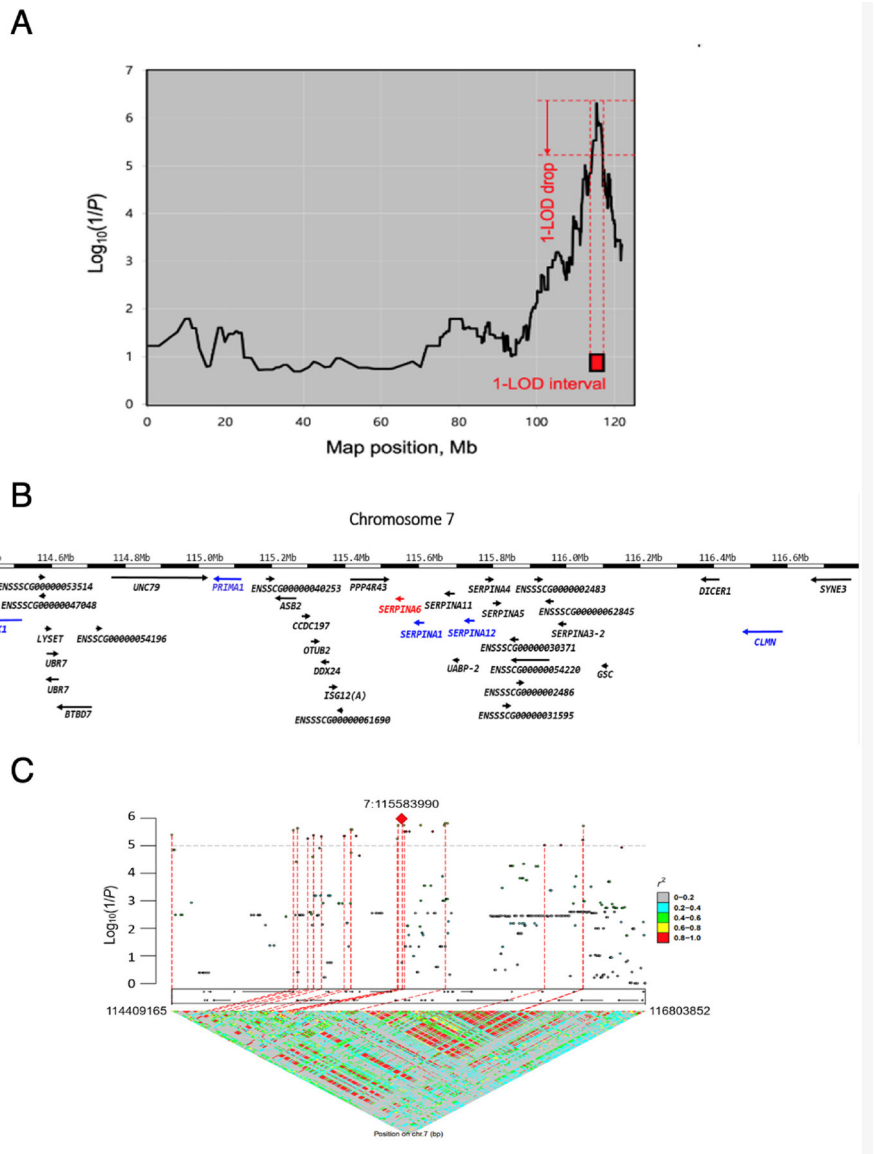 A
7
6
5
4
3
2
1
0
Log10(1/P)
0 20 40 60 80 100 120
Map position, Mb
1-LOD drop
1-LOD interval
B
Chromosome 7
114.6Mb 114.8Mb 115.0Mb 115.2Mb 115.4Mb 115.6Mb 115.8Mb 116.0Mb 116.2Mb 116.4Mb 116.6Mb
ENSSSCG00000053514 UNC79 PRIMA1 ENSSSCG00000040253 PPP4R43 SERPINA4 ENSSSCG00000002483 DICER1 SYNE3
ENSSSCG00000047048 ASB2 SERPINA6 SERPINA11 SERPINA5 ENSSSCG00000062845
LYSET ENSSCG00000054196 CCDC197 SERPINA1 SERPINA12 SERPINA3-2 CLMN
UBR7 OTUB2 ENSSSCG00000030371
UBR7 DDX24 UABP-2 ENSSSCG00000054220 GSC
BTBD7 ISG12(A) ENSSSCG00000002486
ENSSSCG00000061690 ENSSSCG00000031595
C
7:115583990
6
5
4
3
2
1
0
Log10(1/P)
r2
0-0.2
0.2-0.4
0.4-0.6
0.6-0.8
0.8-1.0
114409165 116803852
Position on chr.7 (bp)